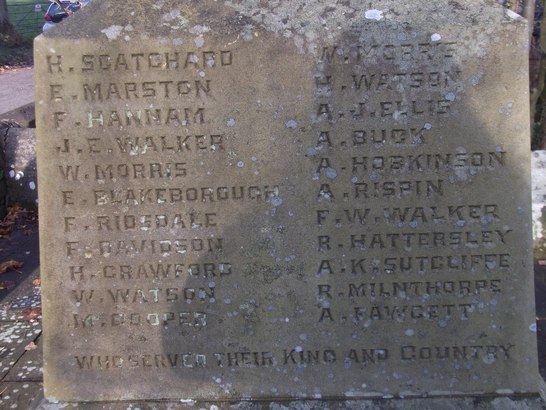 H. SCATCHARD
E. MARSTON
F. HANNAM
J. E. WALKER
W. MORRIS
E. BLAKEBOROUGH
F. RIDSDALE
F. DAVIDSON
H. CRAWFORD
W. WATSON
M. COOPER
W. MORRIS
H. WATSON
A. J. ELLIS
A. BUCK
A. HOBKINSON
A. RISPIN
F. W. WALKER
R. HATTERSLEY
A. K. SUTCLIFFE
R. MILNTHORPE
A. FAWCETT
WHO SERVED THEIR KING AND COUNTRY